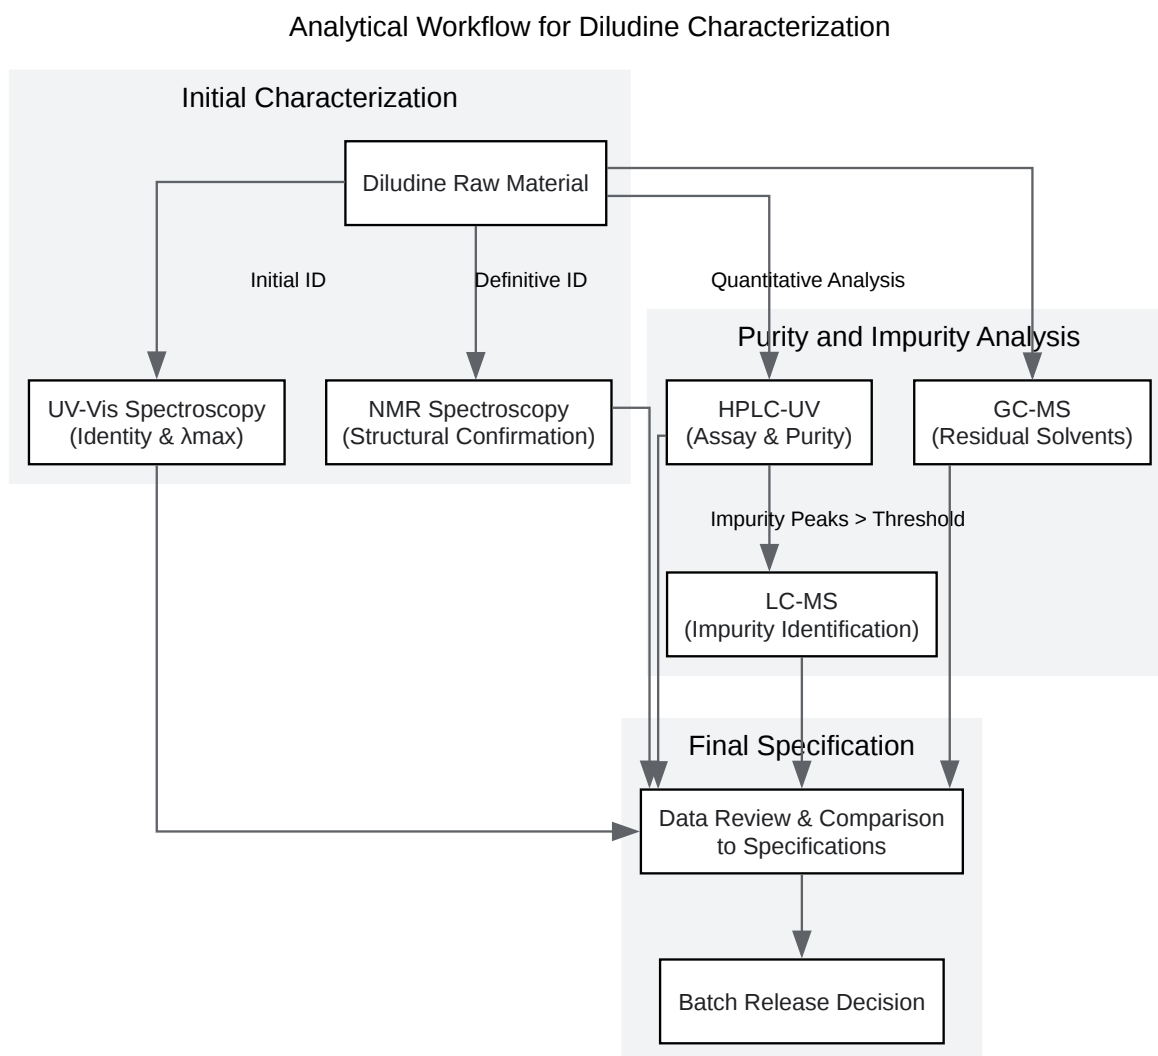 Analytical Workflow for Diludine Characterization
Initial Characterization
Diludine Raw Material
Initial ID
Definitive ID
Quantitative Analysis
Purity and Impurity Analysis
UV-Vis Spectroscopy
(Identity & λmax)
NMR Spectroscopy
(Structural Confirmation)
HPLC-UV
(Assay & Purity)
GC-MS
(Residual Solvents)
Impurity Peaks > Threshold
LC-MS
(Impurity Identification)
Final Specification
Data Review & Comparison
to Specifications
Batch Release Decision